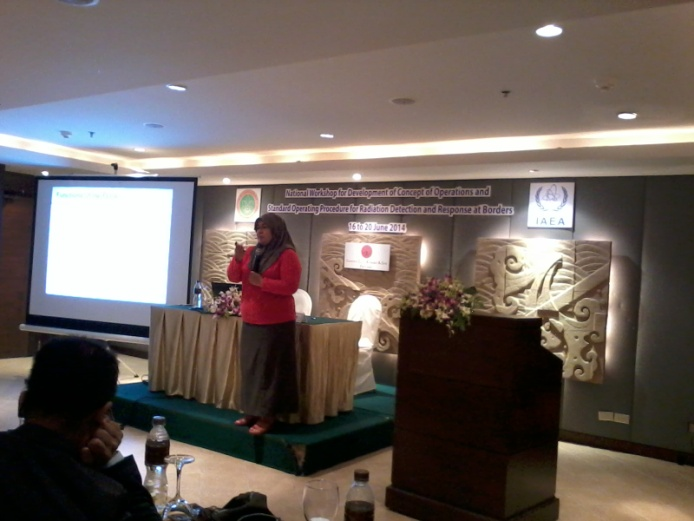 National Workshop for Development of Concept of Operations and
Standard Operating Procedure for Radiation Detection and Response at Borders
16 to 20 June 2014
IAEA